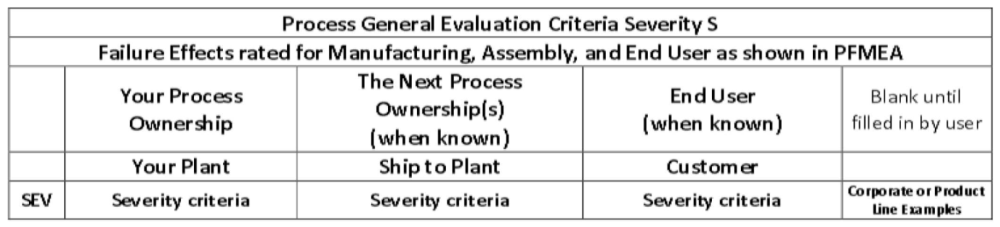 Process General Evaluation Criteria Severity S
Failure Effects rated for Manufacturing, Assembly, and End User as shown in PFMEA
Your Process
Ownership
The Next Process
Ownership(s)
(when known)
End User
(when known)
Blank until
filled in by user
Your Plant
Ship to Plant
Customer
SEV
Severity criteria
Severity criteria
Severity criteria
Corporate or Product
Line Examples